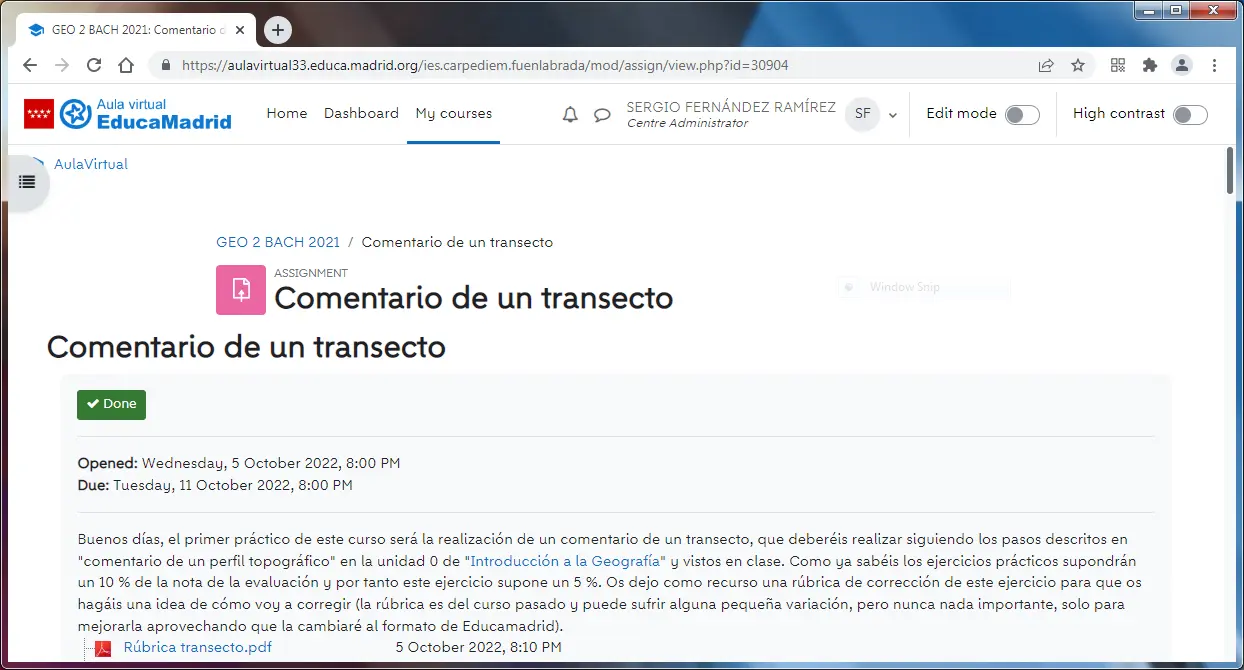 GEO 2 BACH 2021: Comentario
https://aulavirtual33.educa.madrid.org/ies.carpediem.fuenlabrada/mod/assign/view.php?id=30904
Aula virtual
EducaMadrid
Home Dashboard My courses
SERGIO FERNÁNDEZ RAMÍREZ
Centre Administrator
SF
Edit mode
High contrast
AulaVirtual
GEO 2 BACH 2021 / Comentario de un transecto
ASSIGNMENT
Comentario de un transecto
Window Snip
Comentario de un transecto
Done
Opened: Wednesday, 5 October 2022, 8:00 PM
Due: Tuesday, 11 October 2022, 8:00 PM
Buenos días, el primer práctico de este curso será la realización de un comentario de un transecto, que deberéis realizar siguiendo los pasos descritos en
"comentario de un perfil topográfico" en la unidad 0 de "Introducción a la Geografía" y vistos en clase. Como ya sabéis los ejercicios prácticos supondrán
un 10 % de la nota de la evaluación y por tanto este ejercicio supone un 5 %. Os dejo como recurso una rúbrica de corrección de este ejercicio para que os
hagáis una idea de cómo voy a corregir (la rúbrica es del curso pasado y puede sufrir alguna pequeña variación, pero nunca nada importante, solo para
mejorarla aprovechando que la cambiaré al formato de Educamadrid).
Rúbrica transecto.pdf 5 October 2022, 8:10 PM